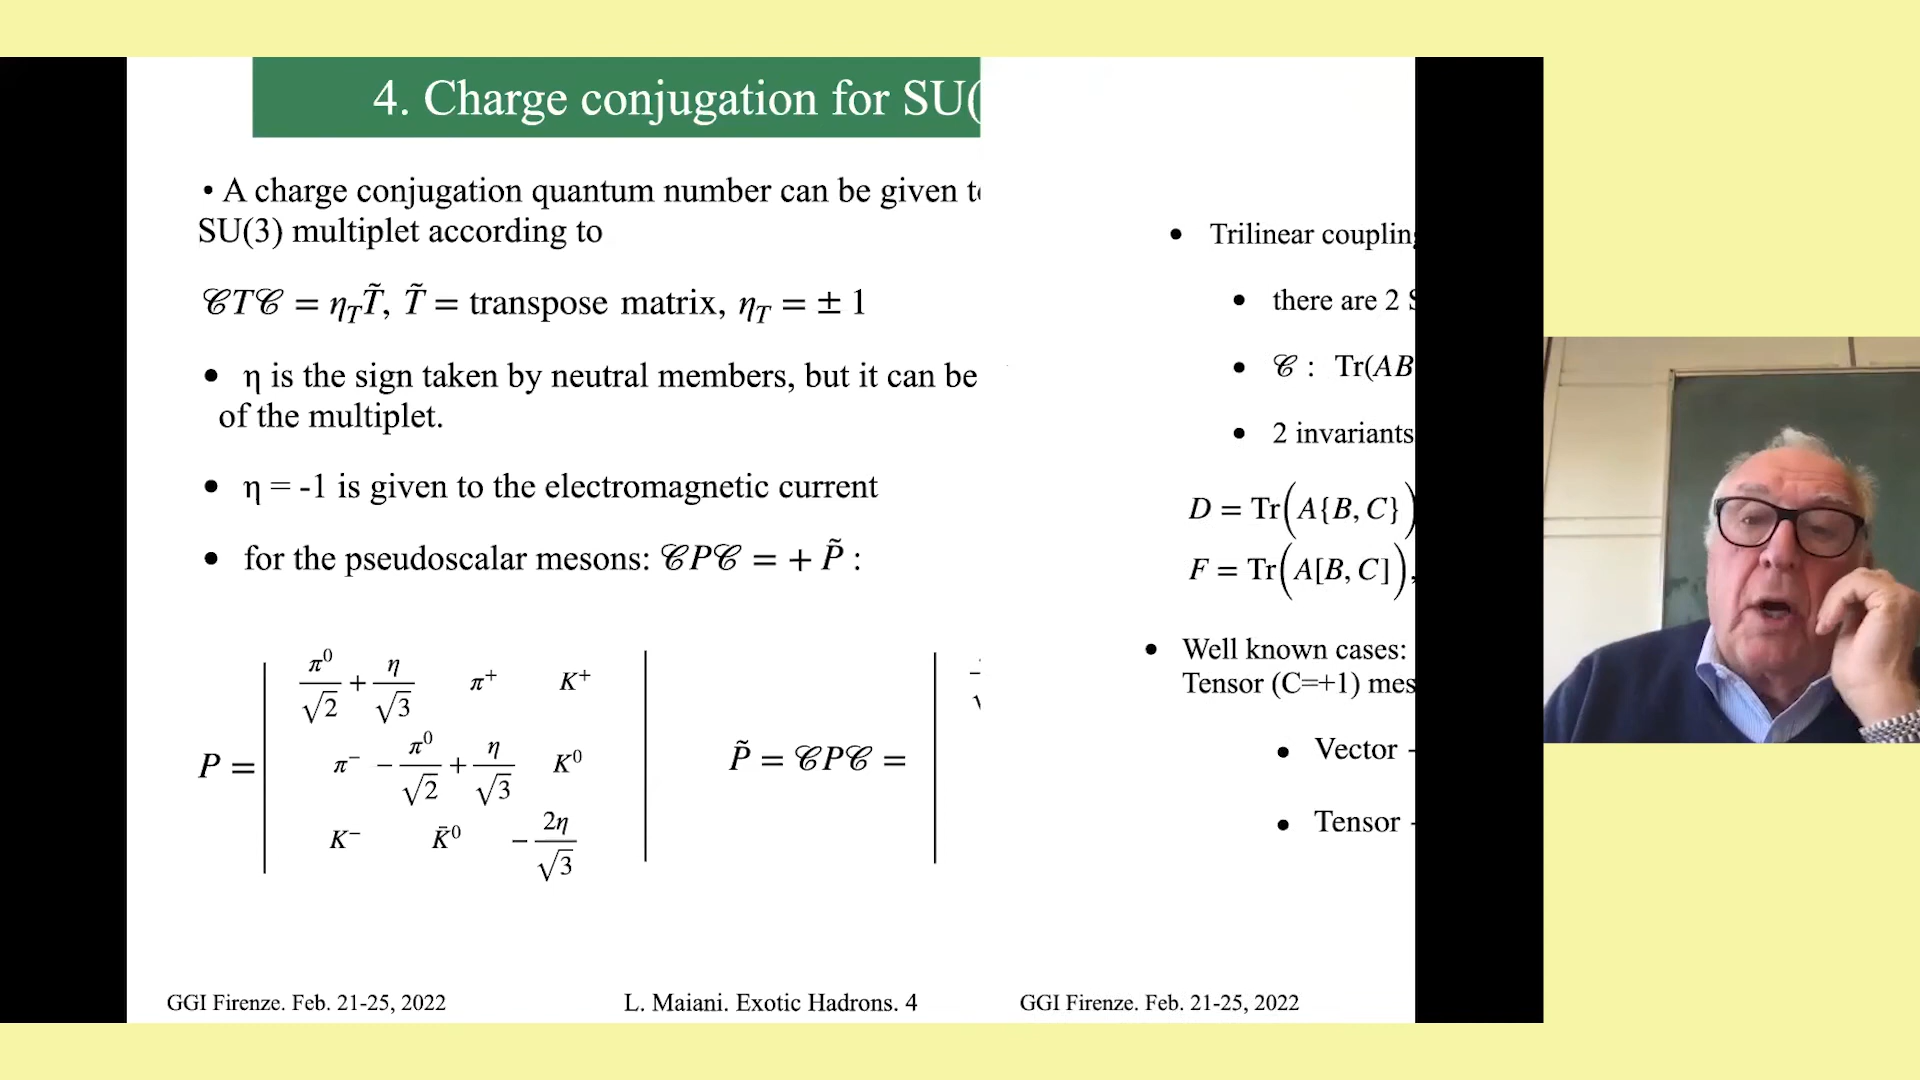 4. Charge conjugation for SU(
• A charge conjugation quantum number can be given to
SU(3) multiplet according to
𝒞T𝒞 = η_T T̃, T̃ = transpose matrix, η_T = ± 1
• η is the sign taken by neutral members, but it can be
of the multiplet.
• η = -1 is given to the electromagnetic current
• for the pseudoscalar mesons: 𝒞P𝒞 = + P̃ :
P = | π⁰/√2 + η/√3 π⁺ K⁺ |
π⁻ −π⁰/√2 + η/√3 K⁰
K⁻ K̄⁰ −2η/√3
P̃ = 𝒞P𝒞 = |
GGI Firenze. Feb. 21-25, 2022
L. Maiani. Exotic Hadrons. 4
• Trilinear coupling
• there are 2 S
• 𝒞 : Tr(AB
• 2 invariants
D = Tr(A{B, C})
F = Tr(A[B, C]),
• Well known cases:
Tensor (C=+1) mes
• Vector -
• Tensor -
GGI Firenze. Feb. 21-25, 2022